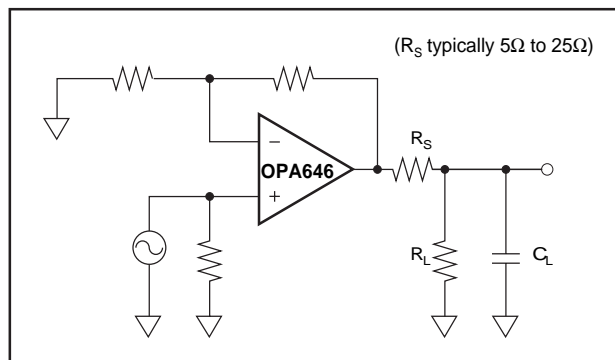 (RS typically 5Ω to 25Ω)
RS
−
OPA646
+
RL
CL